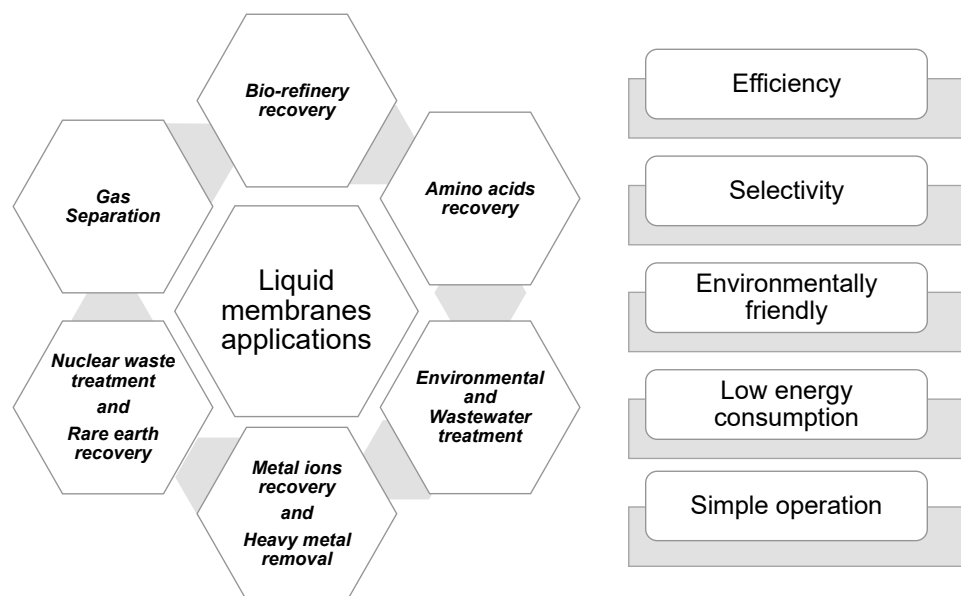 Bio-refinery
recovery
Amino acids
recovery
Environmental
and
Wastewater
treatment
Metal ions
recovery
and
Heavy metal
removal
Nuclear waste
treatment
and
Rare earth
recovery
Gas
Separation
Liquid
membranes
applications
Efficiency
Selectivity
Environmentally
friendly
Low energy
consumption
Simple operation